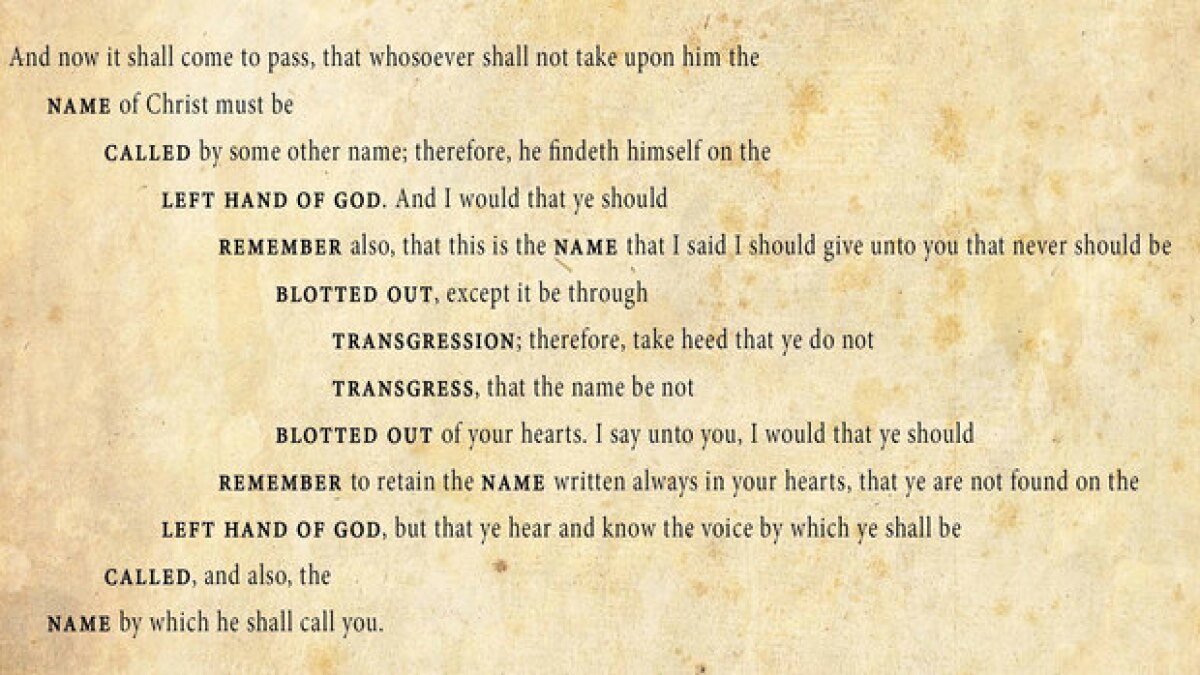 And now it shall come to pass, that whosoever shall not take upon him the
NAME of Christ must be
CALLED by some other name; therefore, he findeth himself on the
LEFT HAND OF GOD. And I would that ye should
REMEMBER also, that this is the NAME that I said I should give unto you that never should be
BLOTTED OUT, except it be through
TRANSGRESSION; therefore, take heed that ye do not
TRANSGRESS, that the name be not
BLOTTED OUT of your hearts. I say unto you, I would that ye should
REMEMBER to retain the NAME written always in your hearts, that ye are not found on the
LEFT HAND OF GOD, but that ye hear and know the voice by which ye shall be
CALLED, and also, the
NAME by which he shall call you.